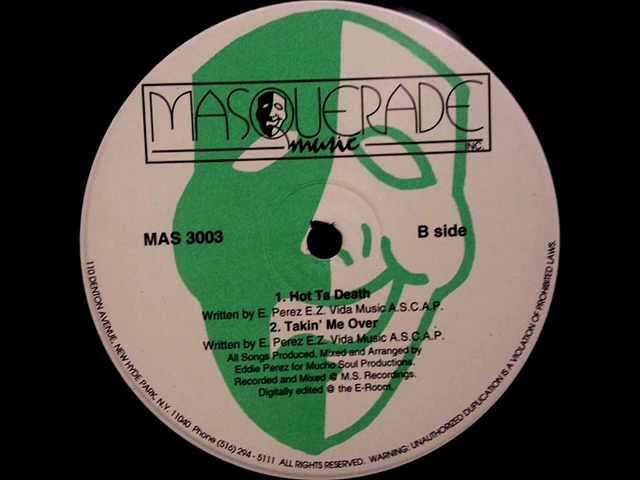 MASQUERADE
music INC.
MAS 3003
B side
1. Hot Ta Death
Written by E. Perez E.Z. Vida Music A.S.C.A.P.
2. Takin' Me Over
Written by E. Perez E.Z. Vida Music A.S.C.A.P.
All Songs Produced, Mixed and Arranged by
Eddie Perez for Mucho Soul Productions.
Recorded and Mixed @ M.S. Recordings.
Digitally edited @ the E-Room.
110 DENTON AVENUE, NEW HYDE PARK, N.Y. 11040 Phone (516) 294 - 5111 ALL RIGHTS RESERVED. WARNING: UNAUTHORIZED DUPLICATION IS A VIOLATION OF PROHIBITED LAWS.